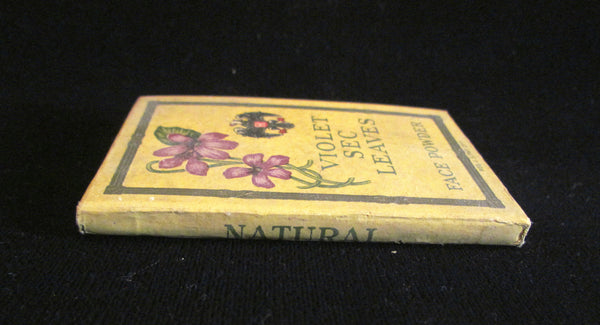 VIOLET
SEC
LEAVES
FACE POWDER
NATURAL